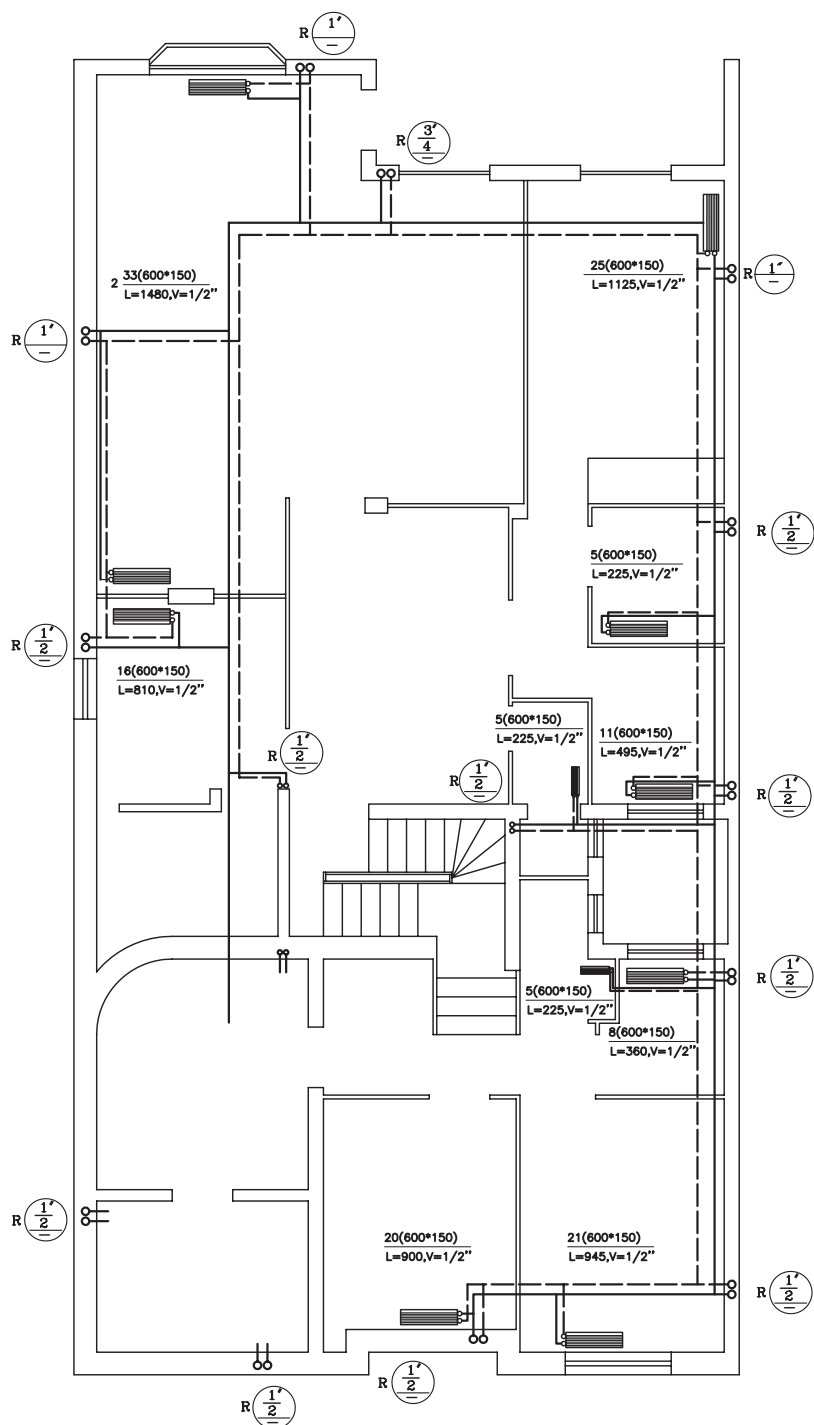 R 1'
—
R 3'
4
—
2 33(600*150)
L=1480,V=1/2"
25(600*150)
L=1125,V=1/2"
R 1"
—
R 1'
—
R 1'
2
—
5(600*150)
L=225,V=1/2"
R 1'
2
—
16(600*150)
L=810,V=1/2"
5(600*150)
L=225,V=1/2"
11(600*150)
L=495,V=1/2"
R 1'
2
—
R 1'
2
—
R 1'
2
—
R 1'
2
—
5(600*150)
L=225,V=1/2"
8(600*150)
L=360,V=1/2"
R 1'
2
—
20(600*150)
L=900,V=1/2"
21(600*150)
L=945,V=1/2"
R 1'
2
—
R 1'
2
—
R 1'
2
—